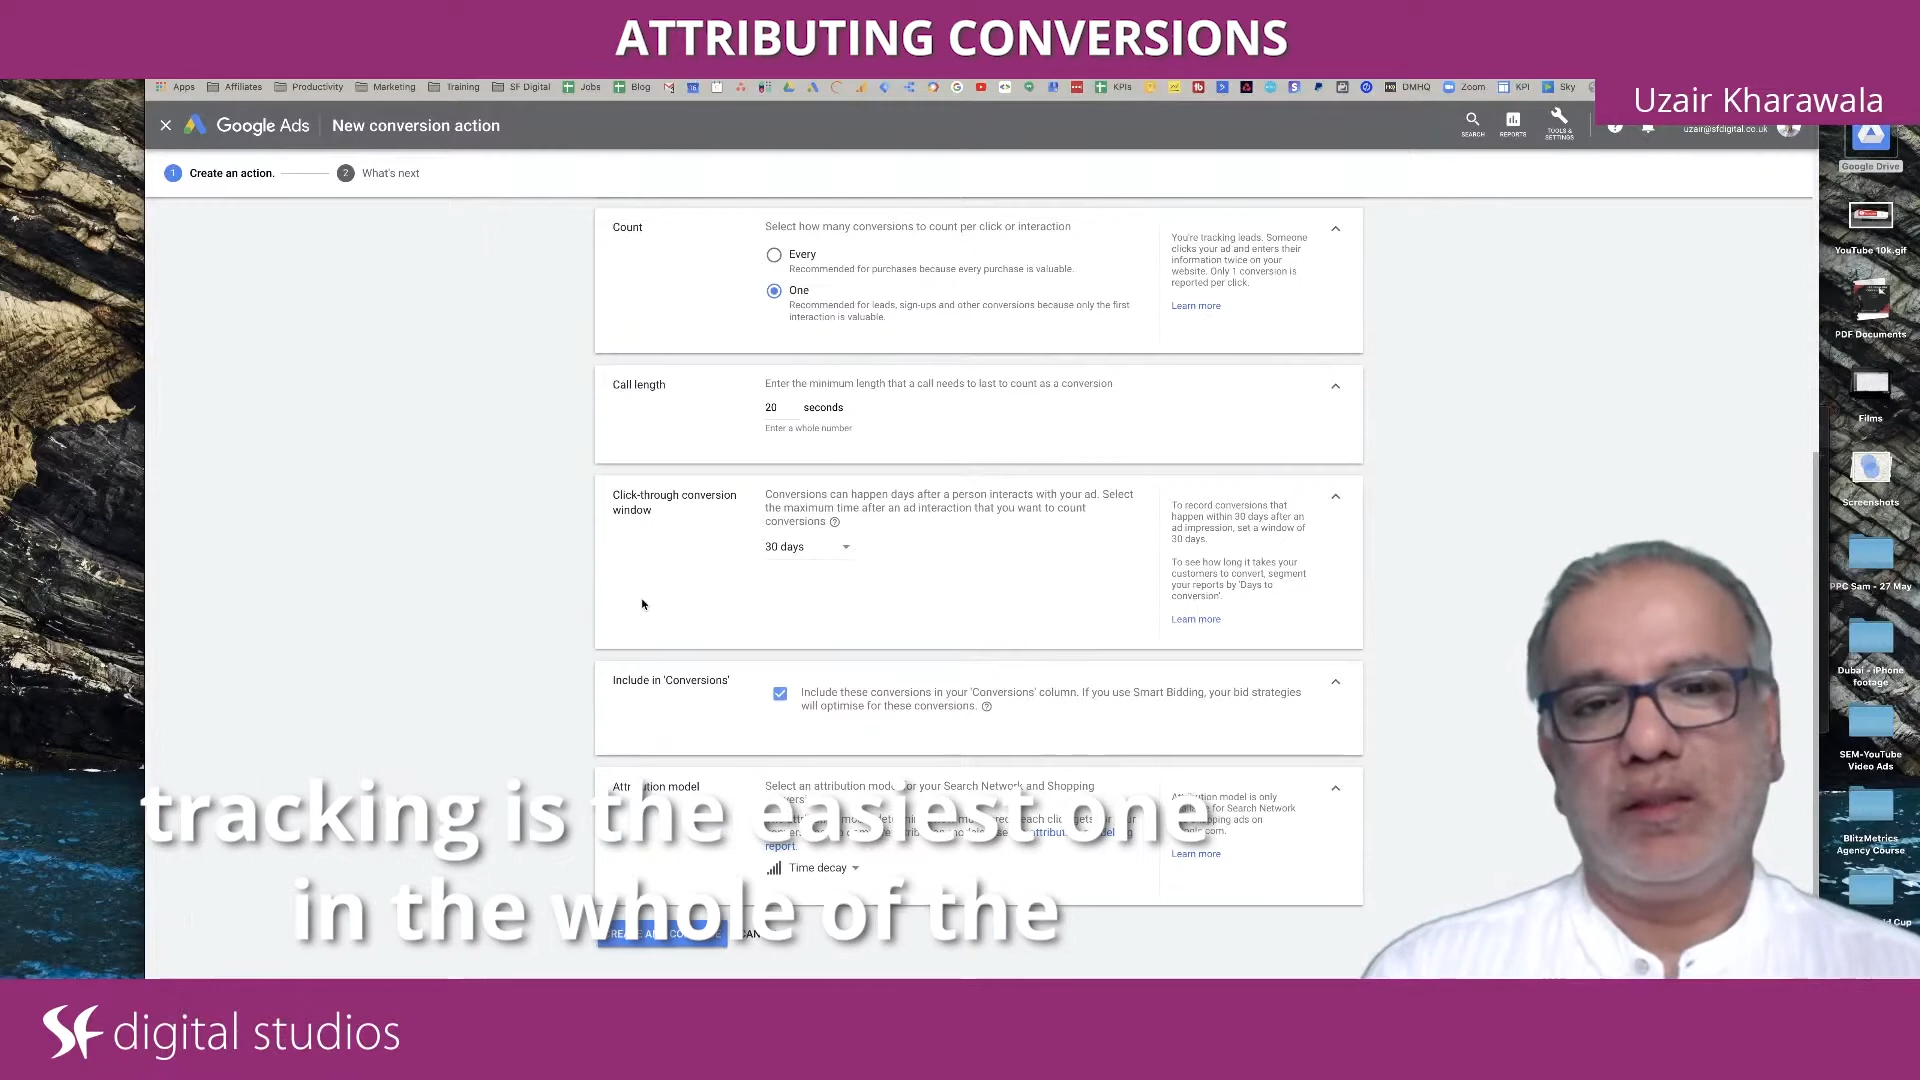 ATTRIBUTING CONVERSIONS
Apps Affiliates Productivity Marketing Training SF Digital Jobs Blog KPIs DMHQ Zoom KPI Sky
Uzair Kharawala
Google Ads New conversion action
SEARCH REPORTS TOOLS & SETTINGS
uzair@sfdigital.co.uk
Google Drive
1 Create an action. 2 What's next
Count
Select how many conversions to count per click or interaction
Every
Recommended for purchases because every purchase is valuable.
One
Recommended for leads, sign-ups and other conversions because only the first
interaction is valuable.
You're tracking leads. Someone
clicks your ad and enters their
information twice on your
website. Only 1 conversion is
reported per click.
Learn more
Call length
Enter the minimum length that a call needs to last to count as a conversion
20 seconds
Enter a whole number
Click-through conversion
window
Conversions can happen days after a person interacts with your ad. Select
the maximum time after an ad interaction that you want to count
conversions
30 days
To record conversions that
happen within 30 days after an
ad impression, set a window of
30 days.
To see how long it takes your
customers to convert, segment
your reports by 'Days to
conversion'.
Learn more
Include in 'Conversions'
Include these conversions in your 'Conversions' column. If you use Smart Bidding, your bid strategies
will optimise for these conversions.
Select an attribution model for your Search Network and Shopping
report.
Time decay
Attribution model is only
for Search Network
Learn more
YouTube 10k.gif
PDF Documents
Films
Screenshots
PPC Sam - 27 May
Dubai - iPhone
footage
SEM-YouTube
Video Ads
BlitzMetrics
Agency Course
tracking is the easiest one
in the whole of the
SF digital studios